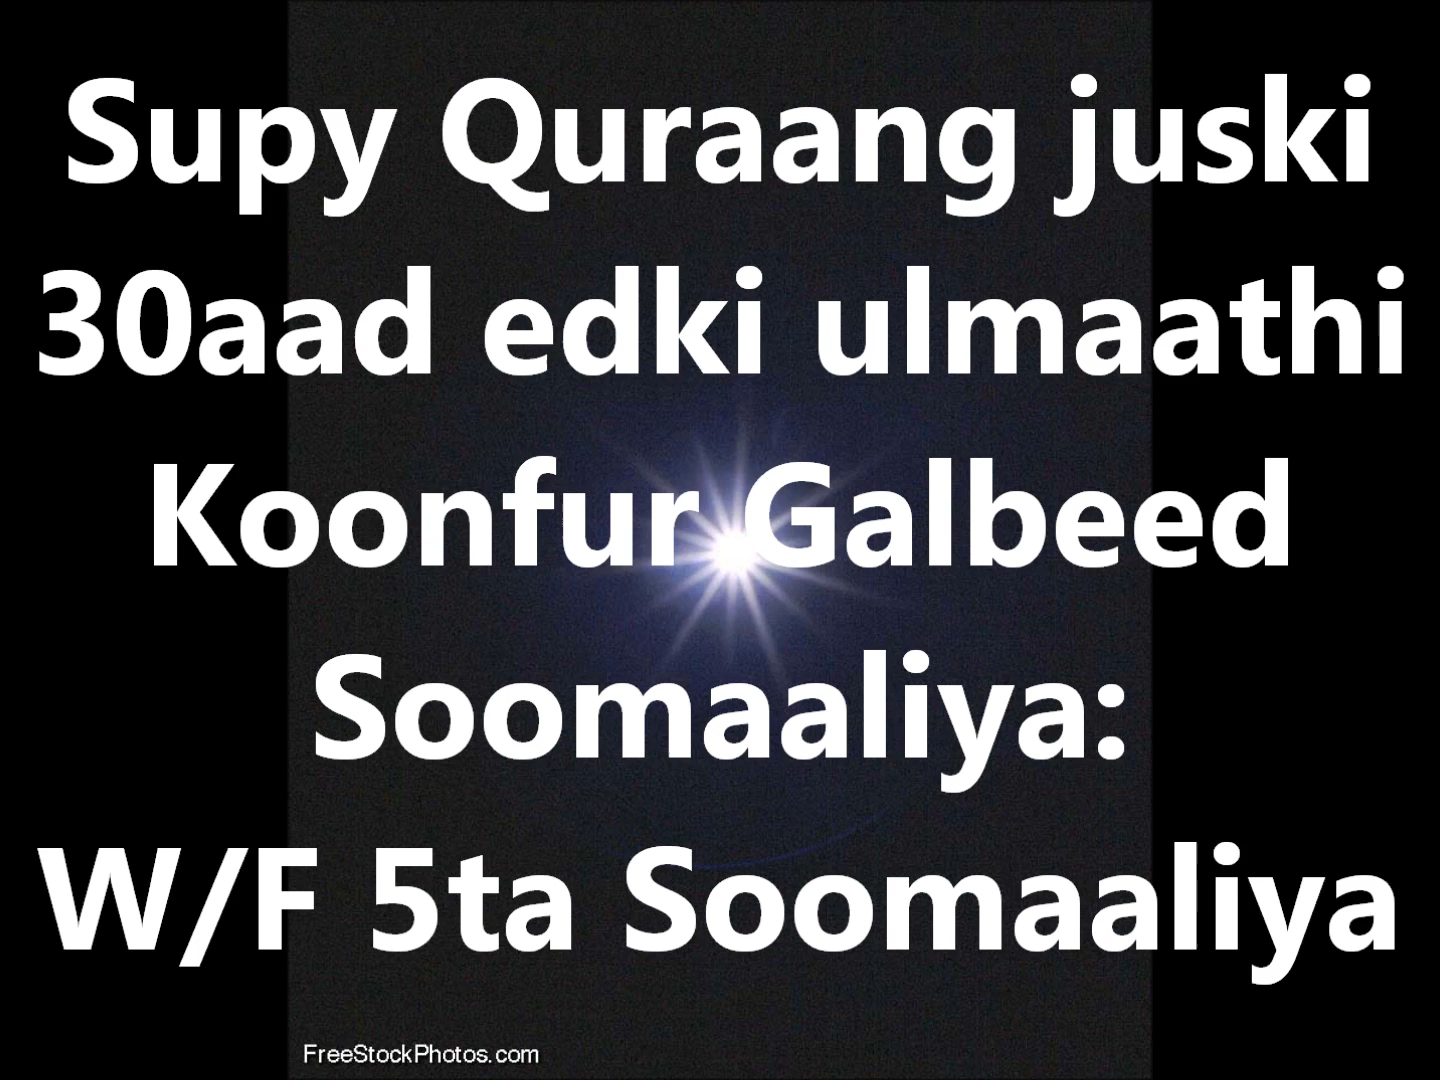 Supy Quraang juski
30aad edki ulmaathi
Koonfur Galbeed
Soomaaliya:
W/F 5ta Soomaaliya
FreeStockPhotos.com